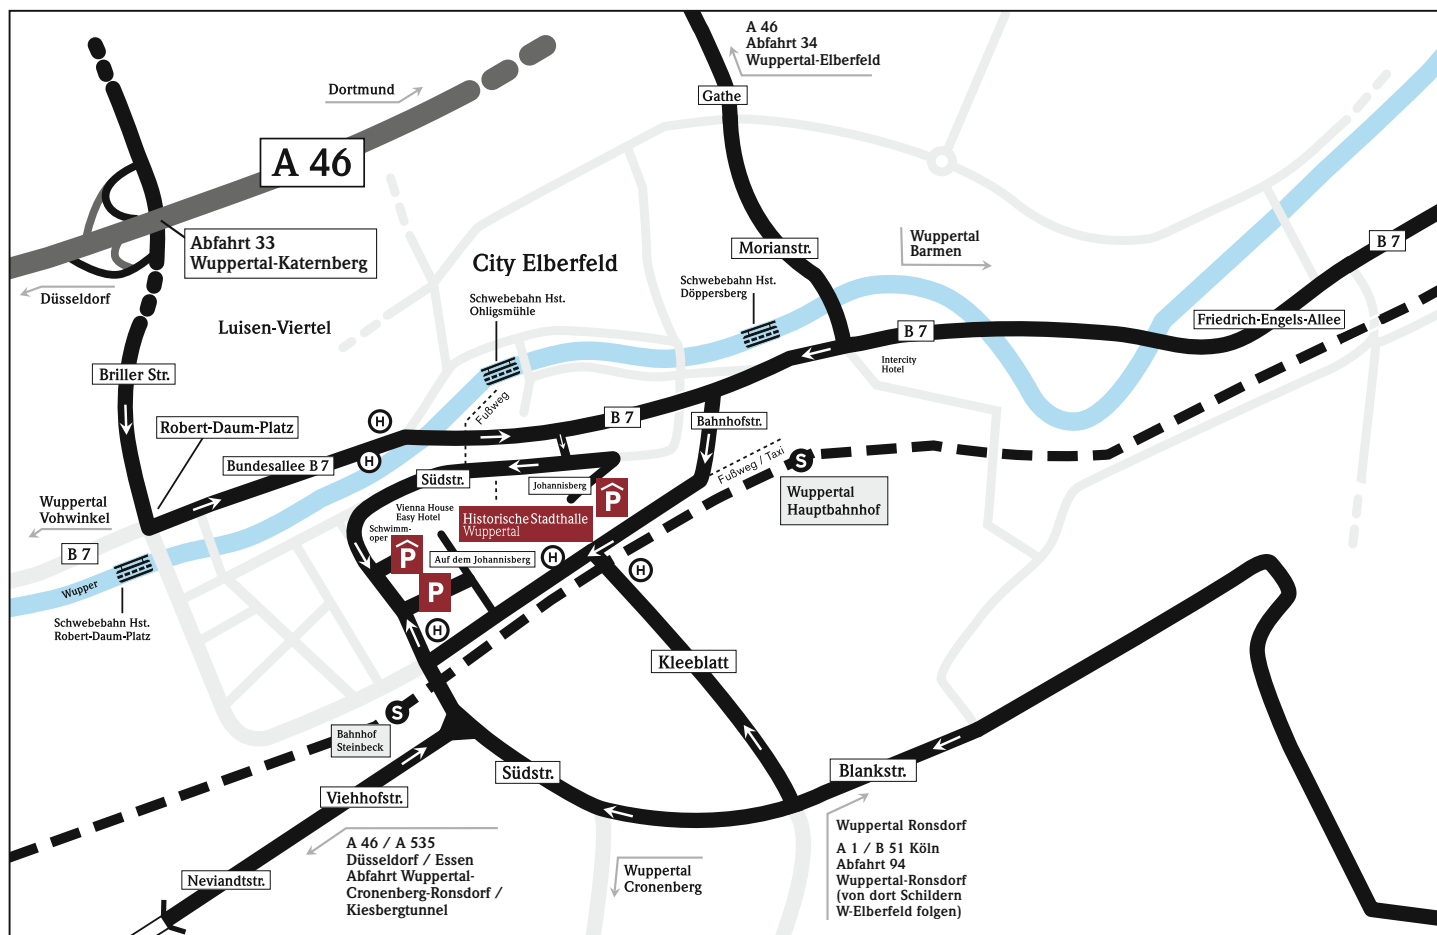 A 46
Abfahrt 34
Wuppertal-Elberfeld
Dortmund
Gathe
A 46
Abfahrt 33
Wuppertal-Katernberg
Düsseldorf
Luisen-Viertel
City Elberfeld
Morianstr.
Wuppertal
Barmen
B 7
Schwebebahn Hst.
Ohligsmühle
Schwebebahn Hst.
Döppersberg
Friedrich-Engels-Allee
B 7
Intercity
Hotel
Briller Str.
Robert-Daum-Platz
Fußweg
B 7
Bahnhofstr.
H
H
Bundesallee B 7
Südstr.
Johannisberg
Fußweg / Taxi
S
Wuppertal
Hauptbahnhof
Wuppertal
Vohwinkel
B 7
Wupper
Schwebebahn Hst.
Robert-Daum-Platz
Vienna House
Easy Hotel
Schwimm-
oper
Historische Stadthalle
Wuppertal
P
P
P
Auf dem Johannisberg
H
H
H
Kleeblatt
S
Bahnhof
Steinbeck
Südstr.
Blankstr.
Viehhofstr.
Neviandtstr.
A 46 / A 535
Düsseldorf / Essen
Abfahrt Wuppertal-
Cronenberg-Ronsdorf /
Kiesbergtunnel
Wuppertal
Cronenberg
Wuppertal Ronsdorf
A 1 / B 51 Köln
Abfahrt 94
Wuppertal-Ronsdorf
(von dort Schildern
W-Elberfeld folgen)